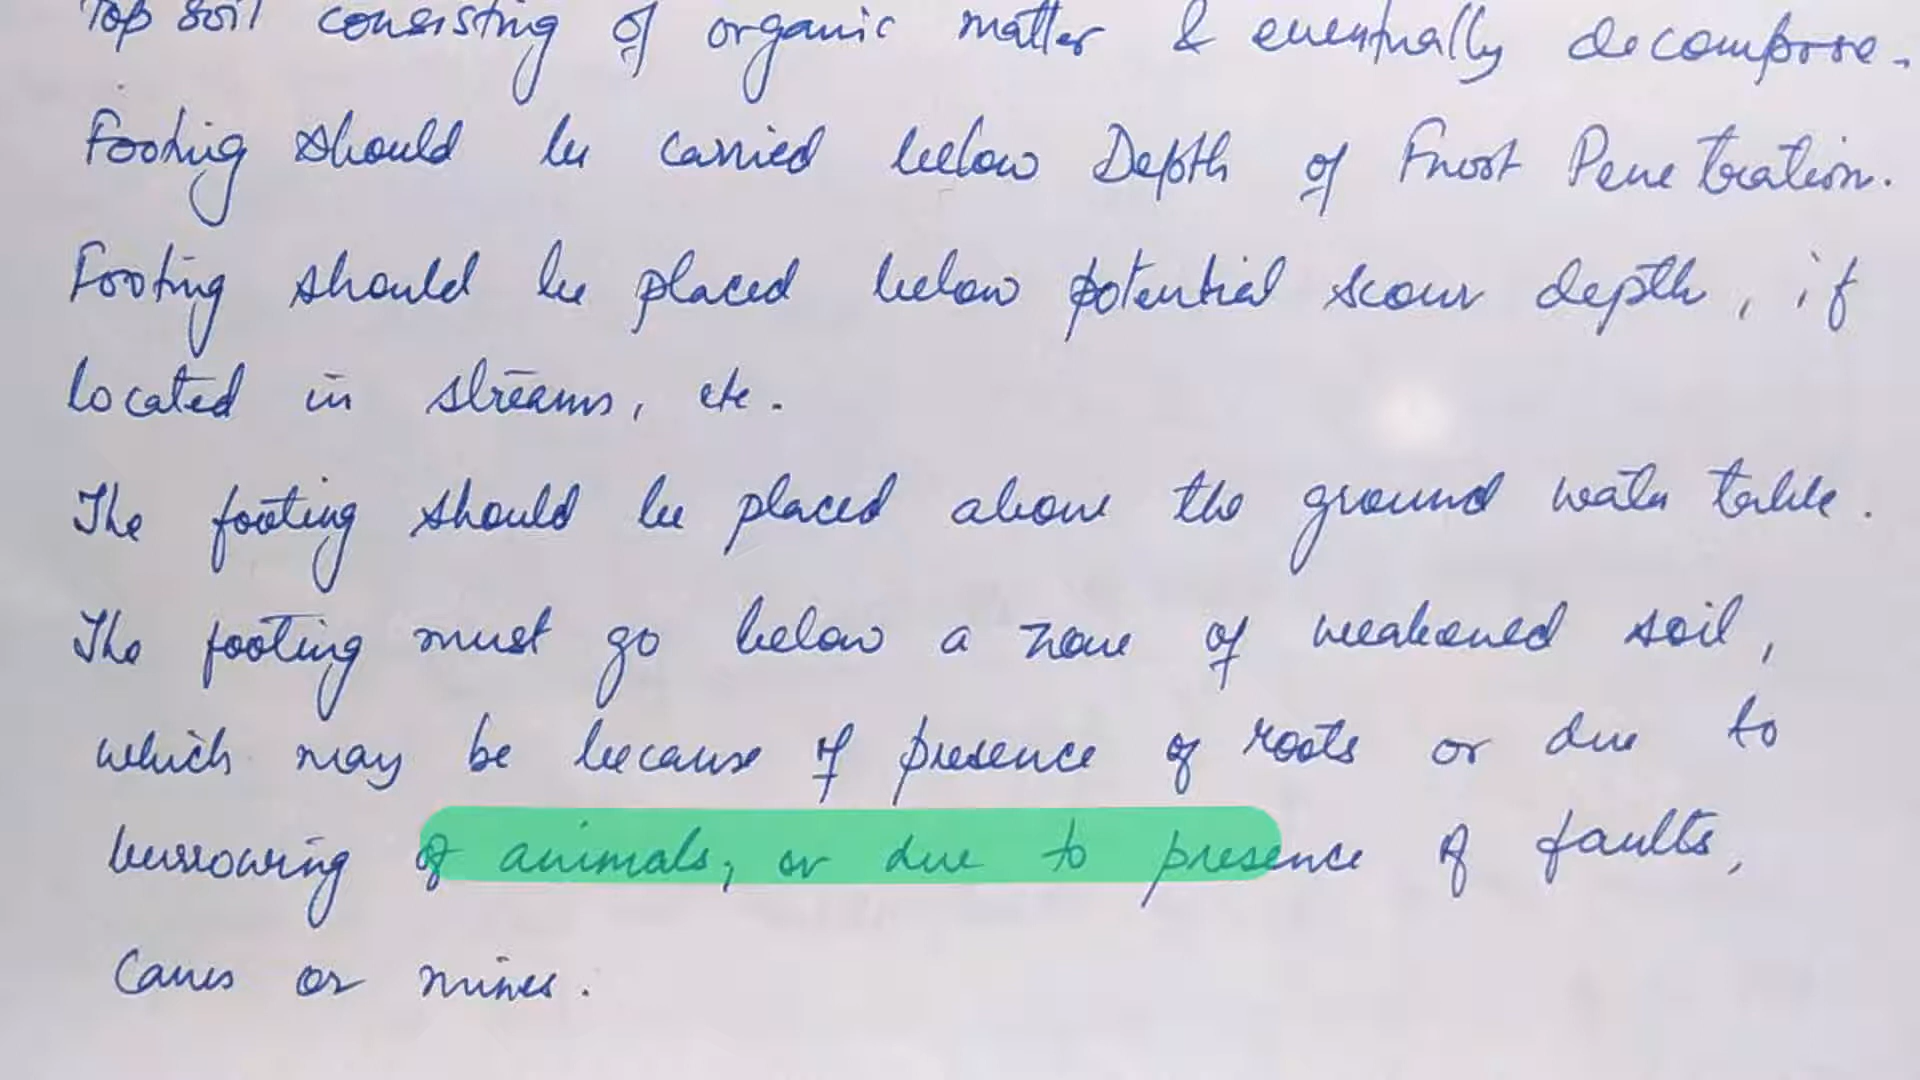 Top soil consisting of organic matter & eventually decompose.
Footing should be carried below Depth of Frost Penetration.
Footing should be placed below potential scour depth, if
located in streams, etc.
The footing should be placed above the ground water table.
The footing must go below a zone of weakened soil,
which may be because of presence of roots or due to
burrowing of animals, or due to presence of faults,
Caves or mines.